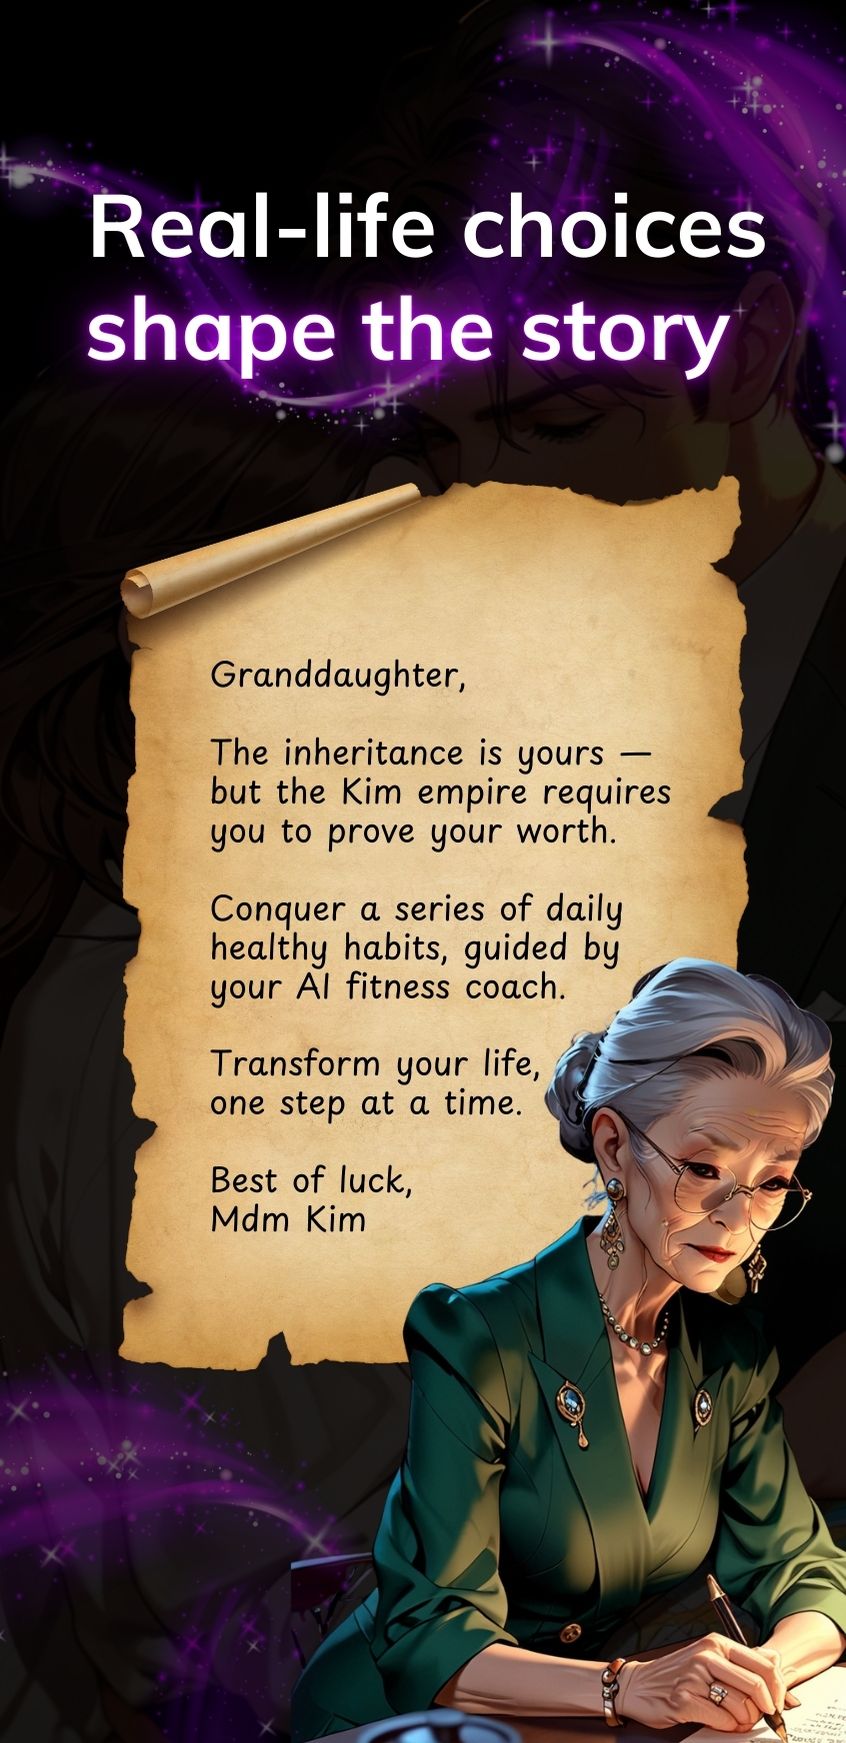 Real-life choices
shape the story
Granddaughter,
The inheritance is yours —
but the Kim empire requires
you to prove your worth.
Conquer a series of daily
healthy habits, guided by
your AI fitness coach.
Transform your life,
one step at a time.
Best of luck,
Mdm Kim